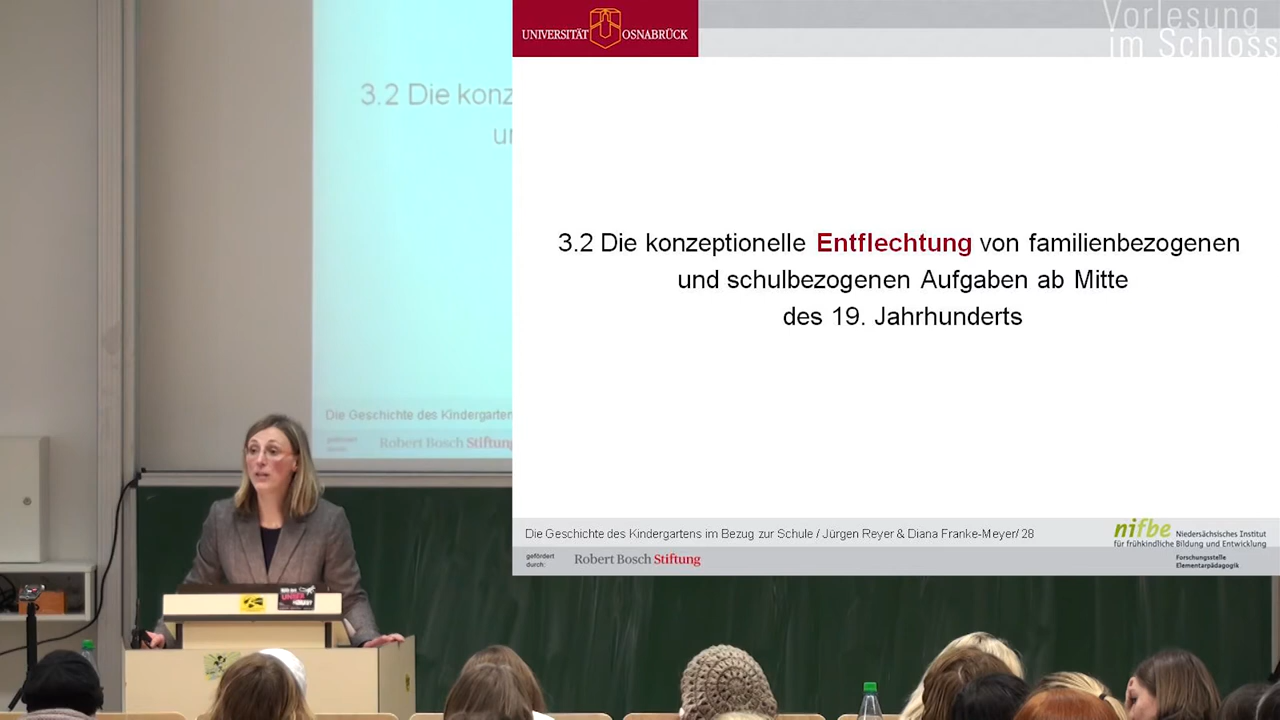 UNIVERSITÄT OSNABRÜCK
Vorlesung
im Schloss
3.2 Die konz
3.2 Die konzeptionelle Entflechtung von familienbezogenen
und schulbezogenen Aufgaben ab Mitte
des 19. Jahrhunderts
Die Geschichte des Kindergarten
gefördert
durch:
Robert Bosch Stiftung
Die Geschichte des Kindergartens im Bezug zur Schule / Jürgen Reyer & Diana Franke-Meyer/ 28
nifbe Niedersächsisches Institut
für frühkindliche Bildung und Entwicklung
Forschungsstelle
Elementarpädagogik
gefördert
durch:
Robert Bosch Stiftung